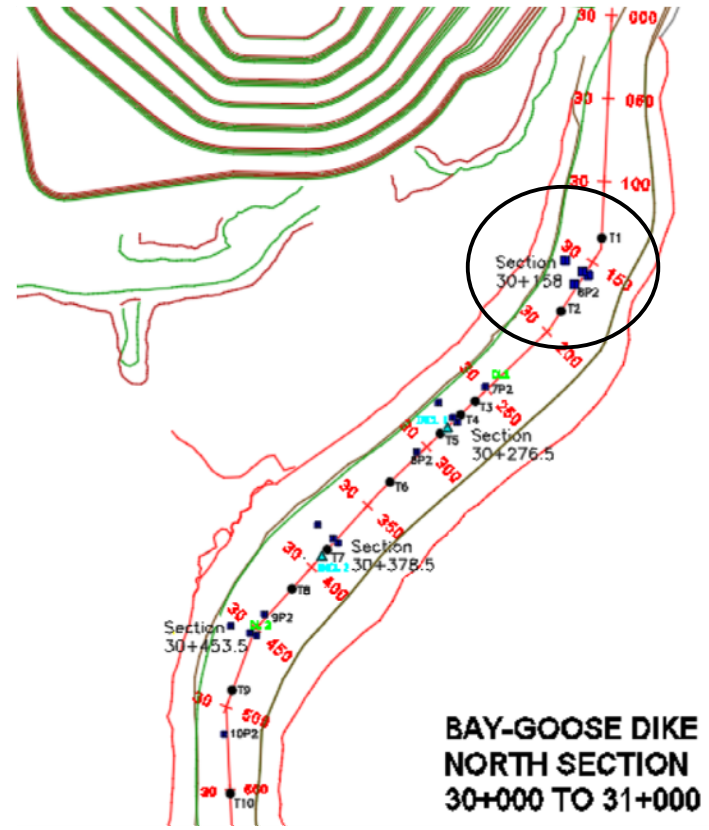 30 000
30 050
30 100
T1
Section
30+158
30 150
6P2
T2
30 200
30
7P2
T3
250
T4
T5
Section
30+276.5
30 300
8P2
T6
30 350
T7
Section
30+378.5
INCL 2
30 400
T8
30
9P2
Section
30+453.5
450
T9
30 500
10P2
30
T10
BAY-GOOSE DIKE
NORTH SECTION
30+000 TO 31+000